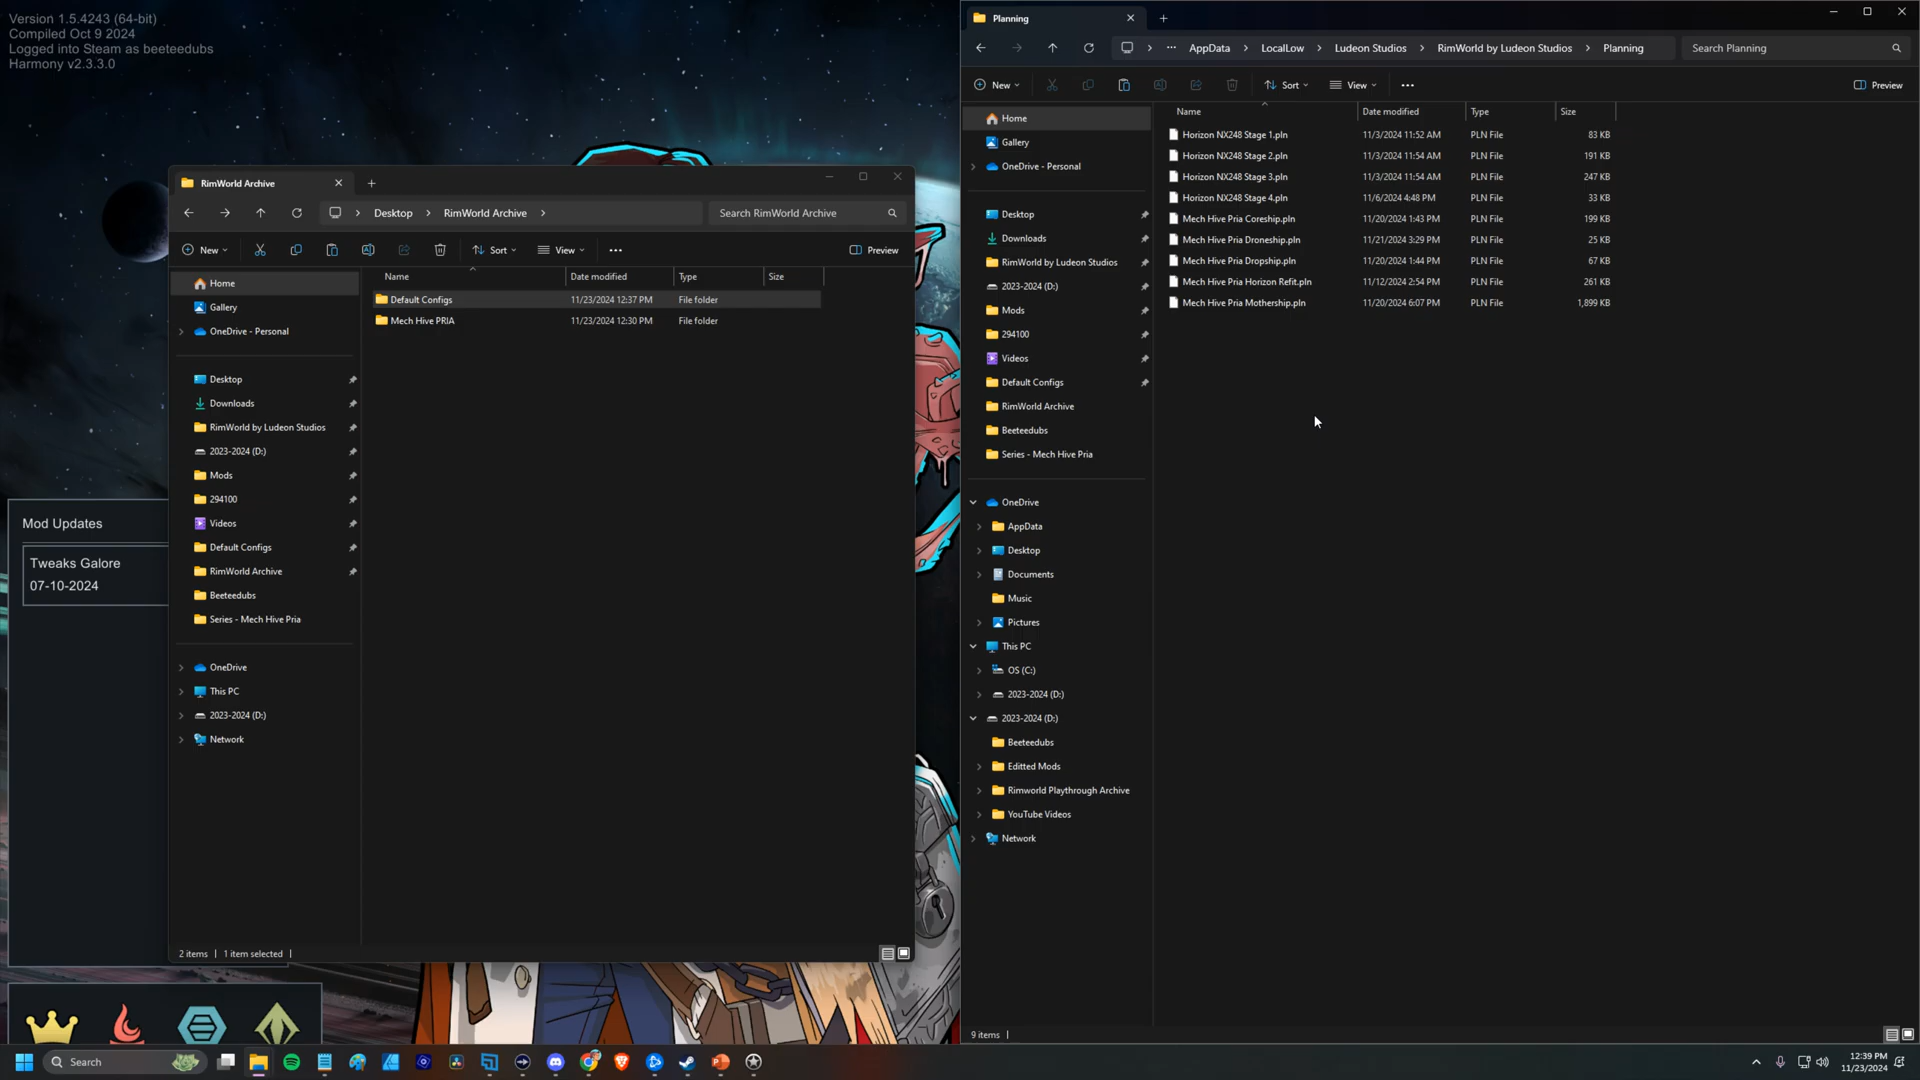 Version 1.5.4243 (64-bit)
Compiled Oct 9 2024
Logged into Steam as beeteedubs
Harmony v2.3.3.0
Mod Updates
Tweaks Galore
07-10-2024
RimWorld Archive
Desktop
RimWorld Archive
Search RimWorld Archive
New
Sort
View
Preview
Name
Date modified
Type
Size
Default Configs
11/23/2024 12:37 PM
File folder
Mech Hive PRIA
11/23/2024 12:30 PM
File folder
Home
Gallery
OneDrive - Personal
Desktop
Downloads
RimWorld by Ludeon Studios
2023-2024 (D:)
Mods
294100
Videos
Default Configs
RimWorld Archive
Beeteedubs
Series - Mech Hive Pria
OneDrive
This PC
2023-2024 (D:)
Network
2 items
1 item selected
Planning
AppData
LocalLow
Ludeon Studios
RimWorld by Ludeon Studios
Planning
Search Planning
New
Sort
View
Preview
Name
Date modified
Type
Size
Horizon NX248 Stage 1.pln
11/3/2024 11:52 AM
PLN File
83 KB
Horizon NX248 Stage 2.pln
11/3/2024 11:54 AM
PLN File
191 KB
Horizon NX248 Stage 3.pln
11/3/2024 11:54 AM
PLN File
247 KB
Horizon NX248 Stage 4.pln
11/6/2024 4:48 PM
PLN File
33 KB
Mech Hive Pria Coreship.pln
11/20/2024 1:43 PM
PLN File
199 KB
Mech Hive Pria Droneship.pln
11/21/2024 3:29 PM
PLN File
25 KB
Mech Hive Pria Dropship.pln
11/20/2024 1:44 PM
PLN File
67 KB
Mech Hive Pria Horizon Refit.pln
11/12/2024 2:54 PM
PLN File
261 KB
Mech Hive Pria Mothership.pln
11/20/2024 6:07 PM
PLN File
1,899 KB
Home
Gallery
OneDrive - Personal
Desktop
Downloads
RimWorld by Ludeon Studios
2023-2024 (D:)
Mods
294100
Videos
Default Configs
RimWorld Archive
Beeteedubs
Series - Mech Hive Pria
OneDrive
AppData
Desktop
Documents
Music
Pictures
This PC
OS (C:)
2023-2024 (D:)
2023-2024 (D:)
Beeteedubs
Editted Mods
Rimworld Playthrough Archive
YouTube Videos
Network
9 items
Search
12:39 PM
11/23/2024